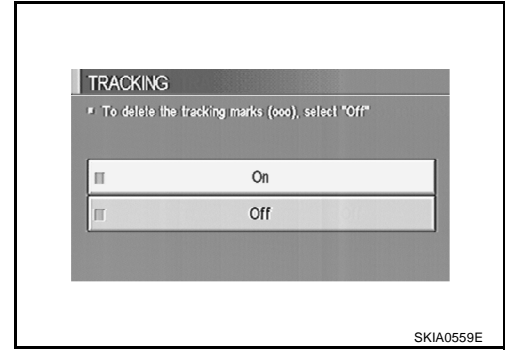 TRACKING
To delete the tracking marks (ooo), select "Off"
On
Off
SKIA0559E